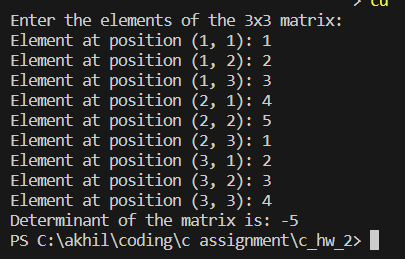 > cd
Enter the elements of the 3x3 matrix:
Element at position (1, 1): 1
Element at position (1, 2): 2
Element at position (1, 3): 3
Element at position (2, 1): 4
Element at position (2, 2): 5
Element at position (2, 3): 1
Element at position (3, 1): 2
Element at position (3, 2): 3
Element at position (3, 3): 4
Determinant of the matrix is: -5
PS C:\akhil\coding\c assignment\c_hw_2>